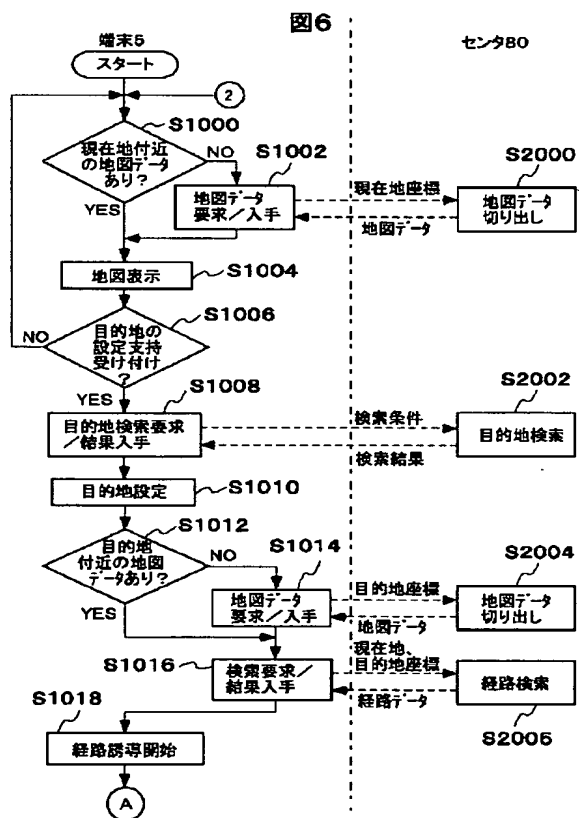 図6
端末5
センタ80
スタート
2
S1000
現在地付近
の地図データ
あり?
NO
S1002
YES
地図データ
要求/入手
現在地座標
地図データ
S2000
地図データ
切り出し
地図表示
S1004
S1006
目的地の
設定支持
受け付け
?
NO
YES
S1008
目的地検索要求
/結果入手
検索条件
検索結果
S2002
目的地検索
目的地設定
S1010
S1012
目的地
付近の地図
データあり?
NO
S1014
YES
地図データ
要求/入手
目的地座標
地図データ
S2004
地図データ
切り出し
S1016
検索要求/
結果入手
現在地、
目的地座標
経路データ
経路検索
S2006
S1018
経路誘導開始
A